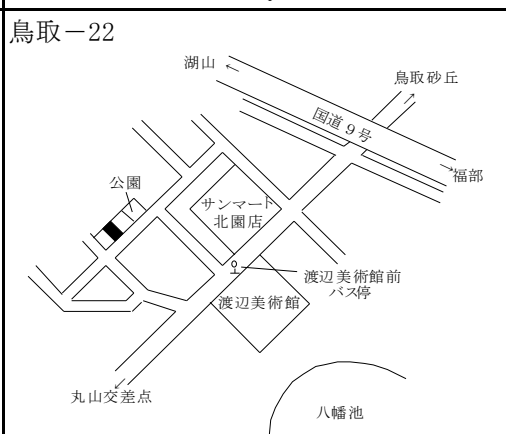 鳥取－22
湖山
鳥取砂丘
国道9号
福部
公園
サンマート
北園店
渡辺美術館前
バス停
渡辺美術館
丸山交差点
八幡池